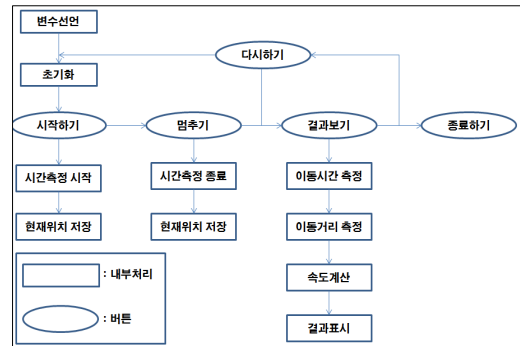 변수선언
다시하기
초기화
시작하기
멈추기
결과보기
종료하기
시간측정 시작
시간측정 종료
이동시간 측정
현재위치 저장
현재위치 저장
이동거리 측정
: 내부처리
속도계산
: 버튼
결과표시